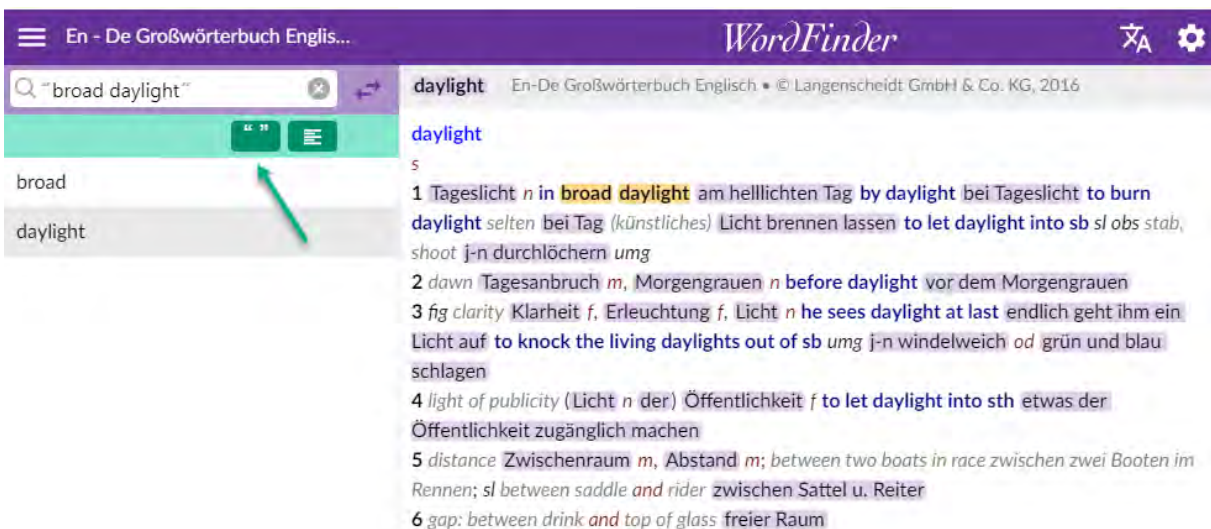 En - De Großwörterbuch Englis...
WordFinder
"broad daylight"
“ ”
broad
daylight
daylight En-De Großwörterbuch Englisch • © Langenscheidt GmbH & Co. KG, 2016
daylight
s
1 Tageslicht n in broad daylight am helllichten Tag by daylight bei Tageslicht to burn
daylight selten bei Tag (künstliches) Licht brennen lassen to let daylight into sb sl obs stab,
shoot j-n durchlöchern umg
2 dawn Tagesanbruch m, Morgengrauen n before daylight vor dem Morgengrauen
3 fig clarity Klarheit f, Erleuchtung f, Licht n he sees daylight at last endlich geht ihm ein
Licht auf to knock the living daylights out of sb umg j-n windelweich od grün und blau
schlagen
4 light of publicity (Licht n der) Öffentlichkeit f to let daylight into sth etwas der
Öffentlichkeit zugänglich machen
5 distance Zwischenraum m, Abstand m; between two boats in race zwischen zwei Booten im
Rennen; sl between saddle and rider zwischen Sattel u. Reiter
6 gap: between drink and top of glass freier Raum